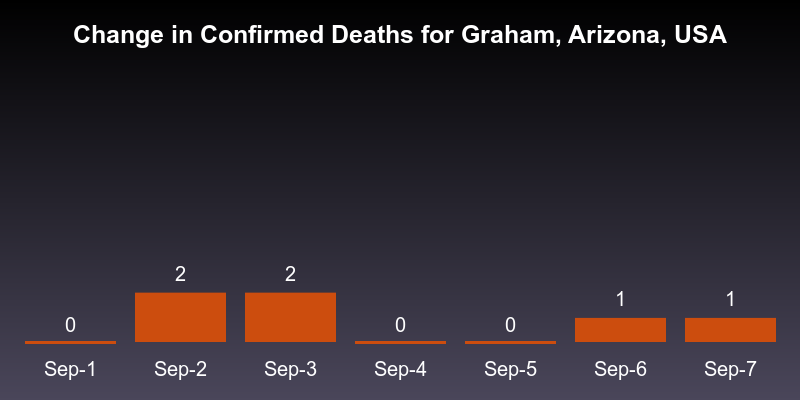 Change in Confirmed Deaths for Graham, Arizona, USA
0 2 2 0 0 1 1
Sep-1 Sep-2 Sep-3 Sep-4 Sep-5 Sep-6 Sep-7